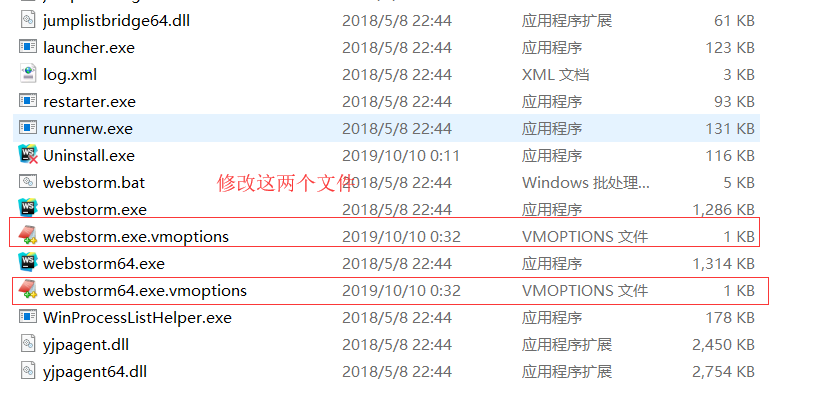 jumplistbridge64.dll 2018/5/8 22:44 应用程序扩展 61 KB
launcher.exe 2018/5/8 22:44 应用程序 123 KB
log.xml 2018/5/8 22:44 XML 文档 3 KB
restarter.exe 2018/5/8 22:44 应用程序 93 KB
runnerw.exe 2018/5/8 22:44 应用程序 131 KB
Uninstall.exe 2019/10/10 0:11 应用程序 116 KB
webstorm.bat 2018/5/8 22:44 Windows 批处理... 5 KB
修改这两个文件
webstorm.exe 2018/5/8 22:44 应用程序 1,286 KB
webstorm.exe.vmoptions 2019/10/10 0:32 VMOPTIONS 文件 1 KB
webstorm64.exe 2018/5/8 22:44 应用程序 1,314 KB
webstorm64.exe.vmoptions 2019/10/10 0:32 VMOPTIONS 文件 1 KB
WinProcessListHelper.exe 2018/5/8 22:44 应用程序 178 KB
yjpagent.dll 2018/5/8 22:44 应用程序扩展 2,450 KB
yjpagent64.dll 2018/5/8 22:44 应用程序扩展 2,754 KB